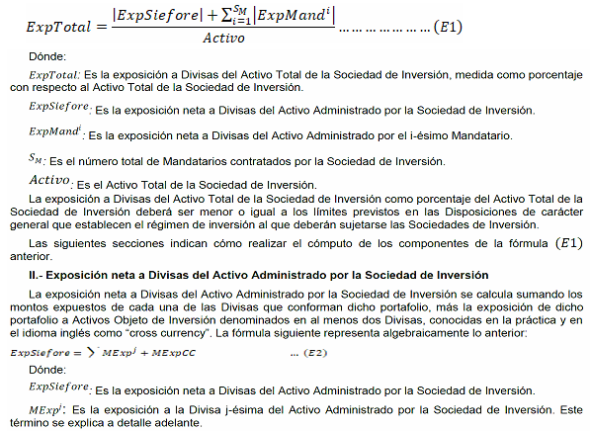 ExpTotal = |ExpSiefore| + ∑_{i=1}^{S_M} |ExpMand^i| / Activo … … … … … … … (E1)
Dónde:
ExpTotal: Es la exposición a Divisas del Activo Total de la Sociedad de Inversión, medida como porcentaje
con respecto al Activo Total de la Sociedad de Inversión.
ExpSiefore: Es la exposición neta a Divisas del Activo Administrado por la Sociedad de Inversión.
ExpMand^i: Es la exposición neta a Divisas del Activo Administrado por el i-ésimo Mandatario.
S_M: Es el número total de Mandatarios contratados por la Sociedad de Inversión.
Activo: Es el Activo Total de la Sociedad de Inversión.
La exposición a Divisas del Activo Total de la Sociedad de Inversión como porcentaje del Activo Total de la
Sociedad de Inversión deberá ser menor o igual a los límites previstos en las Disposiciones de carácter
general que establecen el régimen de inversión al que deberán sujetarse las Sociedades de Inversión.
Las siguientes secciones indican cómo realizar el cómputo de los componentes de la fórmula (E1)
anterior.
II.- Exposición neta a Divisas del Activo Administrado por la Sociedad de Inversión
La exposición neta a Divisas del Activo Administrado por la Sociedad de Inversión se calcula sumando los
montos expuestos de cada una de las Divisas que conforman dicho portafolio, más la exposición de dicho
portafolio a Activos Objeto de Inversión denominados en al menos dos Divisas, conocidas en la práctica y en
el idioma inglés como “cross currency”. La fórmula siguiente representa algebraicamente lo anterior:
ExpSiefore = ∑ MExp^j + MExpCC … (E2)
Dónde:
ExpSiefore: Es la exposición neta a Divisas del Activo Administrado por la Sociedad de Inversión.
MExp^j: Es la exposición a la Divisa j-ésima del Activo Administrado por la Sociedad de Inversión. Este
término se explica a detalle adelante.